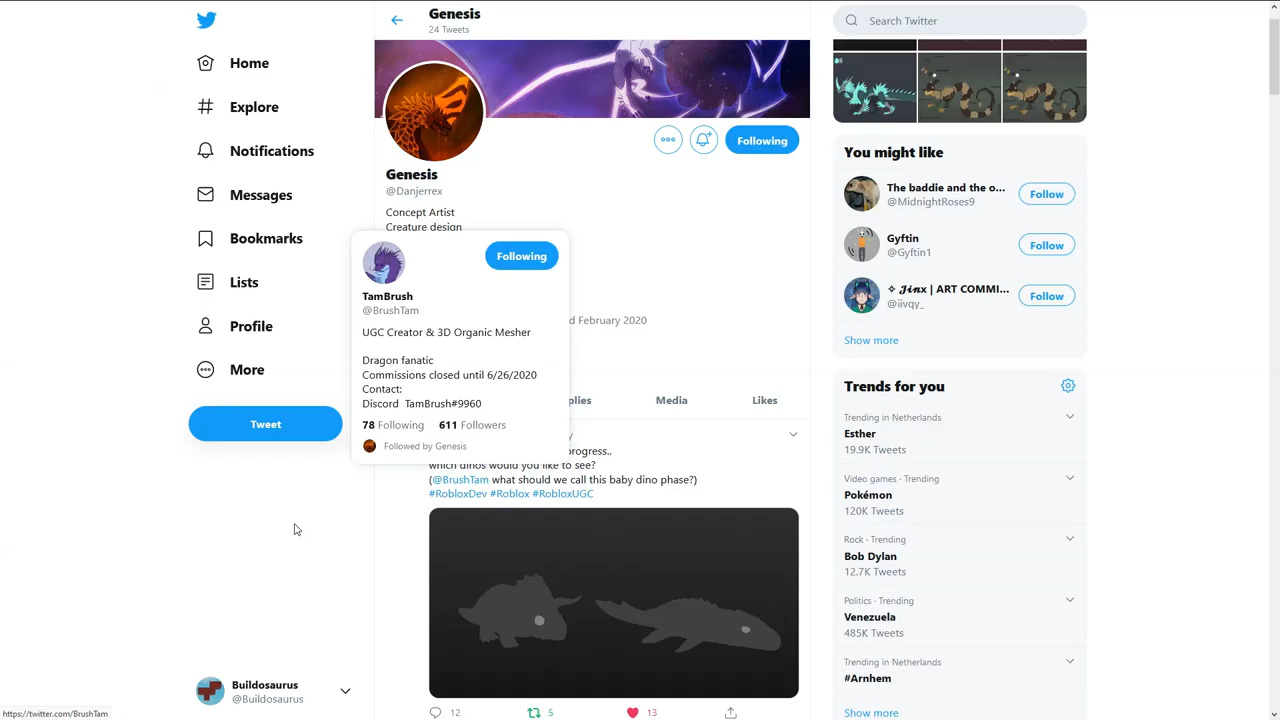 Home
Explore
Notifications
Messages
Bookmarks
Lists
Profile
More
Tweet
Buildosaurus
@Buildosaurus
https://twitter.com/BrushTam
Genesis
24 Tweets
Following
Genesis
@Danjerrex
Concept Artist
Creature design
d February 2020
Following
TamBrush
@BrushTam
UGC Creator & 3D Organic Mesher
Dragon fanatic
Commissions closed until 6/26/2020
Contact:
Discord TamBrush#9960
78 Following 611 Followers
Followed by Genesis
plies Media Likes
y
progress..
which dinos would you like to see?
(@BrushTam what should we call this baby dino phase?)
#RobloxDev #Roblox #RobloxUGC
12 5 13
Search Twitter
You might like
The baddie and the o...
@MidnightRoses9
Follow
Gyftin
@Gyftin1
Follow
✧ 𝓙𝓲𝓷x | ART COMMI...
@iivqy_
Follow
Show more
Trends for you
Trending in Netherlands
Esther
19.9K Tweets
Video games · Trending
Pokémon
120K Tweets
Rock · Trending
Bob Dylan
12.7K Tweets
Politics · Trending
Venezuela
485K Tweets
Trending in Netherlands
#Arnhem
Show more